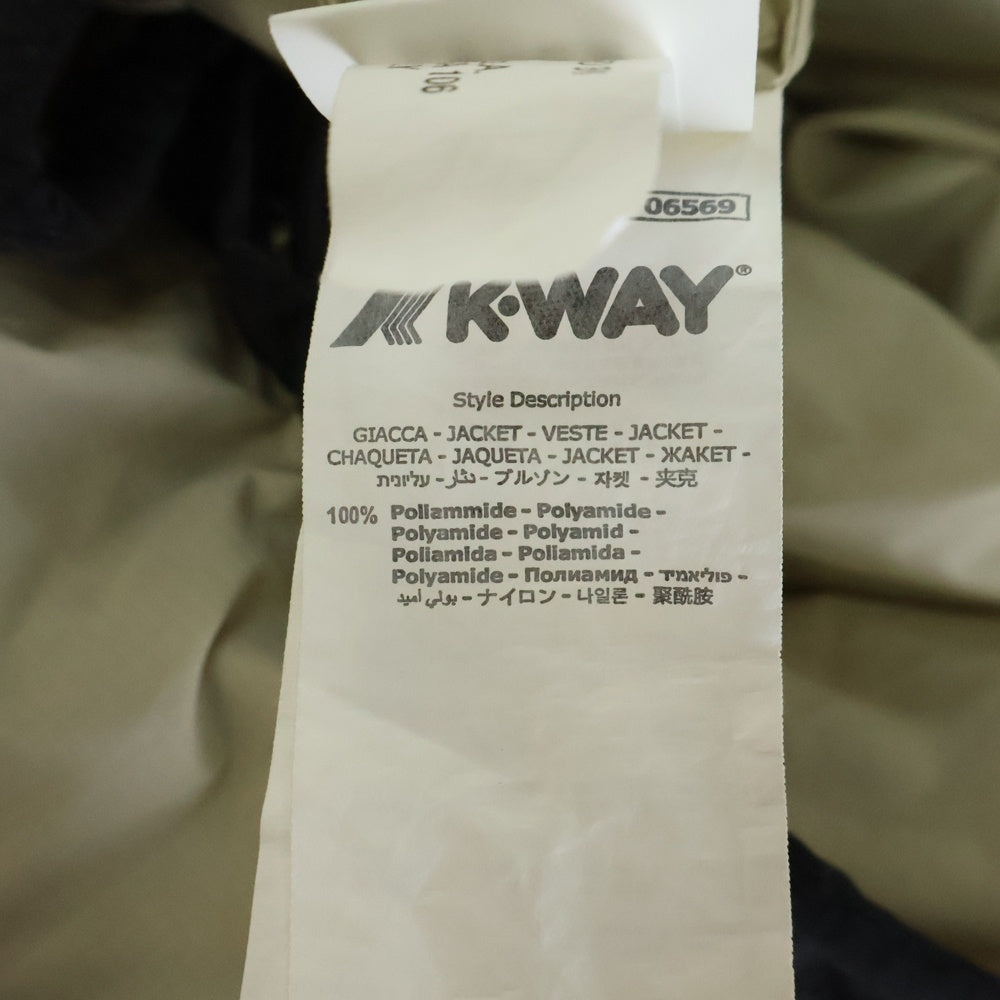 106
06569
K·WAY®
Style Description
GIACCA - JACKET - VESTE - JACKET -
CHAQUETA - JAQUETA - JACKET - ЖАКЕТ -
עליונית - دثار - ブルゾン - 자켓 - 夹克
100% Poliammide - Polyamide -
Polyamide - Polyamid -
Poliamida - Poliamida -
Polyamide - Полиамид - פוליאמיד -
بولي اميد - ナイロン - 나일론 - 聚酰胺